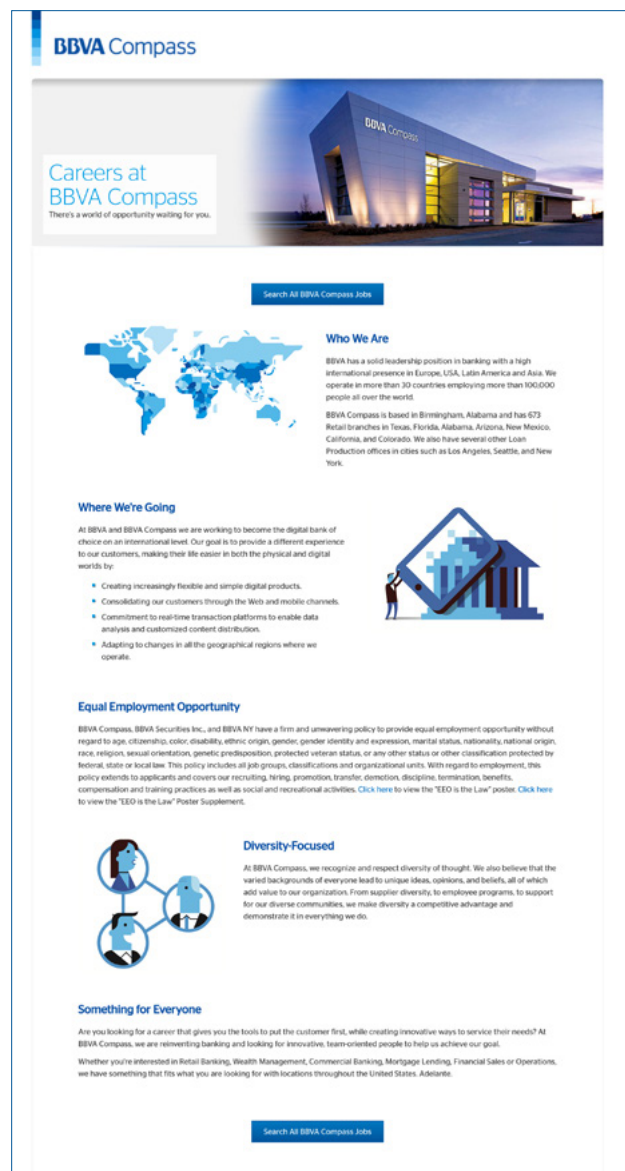 BBVA Compass
BBVA Compass
Careers at
BBVA Compass
There's a world of opportunity waiting for you.
Search All BBVA Compass Jobs
Who We Are
BBVA has a solid leadership position in banking with a high
international presence in Europe, USA, Latin America and Asia. We
operate in more than 30 countries employing more than 100,000
people all over the world.
BBVA Compass is based in Birmingham, Alabama and has 673
Retail branches in Texas, Florida, Alabama, Arizona, New Mexico,
California, and Colorado. We also have several other Loan
Production offices in cities such as Los Angeles, Seattle, and New
York.
Where We're Going
At BBVA and BBVA Compass we are working to become the digital bank of
choice on an international level. Our goal is to provide a different experience
to our customers, making their life easier in both the physical and digital
worlds by:
Creating increasingly flexible and simple digital products.
Consolidating our customers through the Web and mobile channels.
Commitment to real-time transaction platforms to enable data
analysis and customized content distribution.
Adapting to changes in all the geographical regions where we
operate.
Equal Employment Opportunity
BBVA Compass, BBVA Securities Inc., and BBVA NY have a firm and unwavering policy to provide equal employment opportunity without
regard to age, citizenship, color, disability, ethnic origin, gender, gender identity and expression, marital status, nationality, national origin,
race, religion, sexual orientation, genetic predisposition, protected veteran status, or any other status or other classification protected by
federal, state or local law. This policy includes all job groups, classifications and organizational units. With regard to employment, this
policy extends to applicants and covers our recruiting, hiring, promotion, transfer, demotion, discipline, termination, benefits,
compensation and training practices as well as social and recreational activities. Click here to view the "EEO is the Law" poster. Click here
to view the "EEO is the Law" Poster Supplement.
Diversity-Focused
At BBVA Compass, we recognize and respect diversity of thought. We also believe that the
varied backgrounds of everyone lead to unique ideas, opinions, and beliefs, all of which
add value to our organization. From supplier diversity, to employee programs, to support
for our diverse communities, we make diversity a competitive advantage and
demonstrate it in everything we do.
Something for Everyone
Are you looking for a career that gives you the tools to put the customer first, while creating innovative ways to service their needs? At
BBVA Compass, we are reinventing banking and looking for innovative, team-oriented people to help us achieve our goal.
Whether you're interested in Retail Banking, Wealth Management, Commercial Banking, Mortgage Lending, Financial Sales or Operations,
we have something that fits what you are looking for with locations throughout the United States. Adelante.
Search All BBVA Compass Jobs